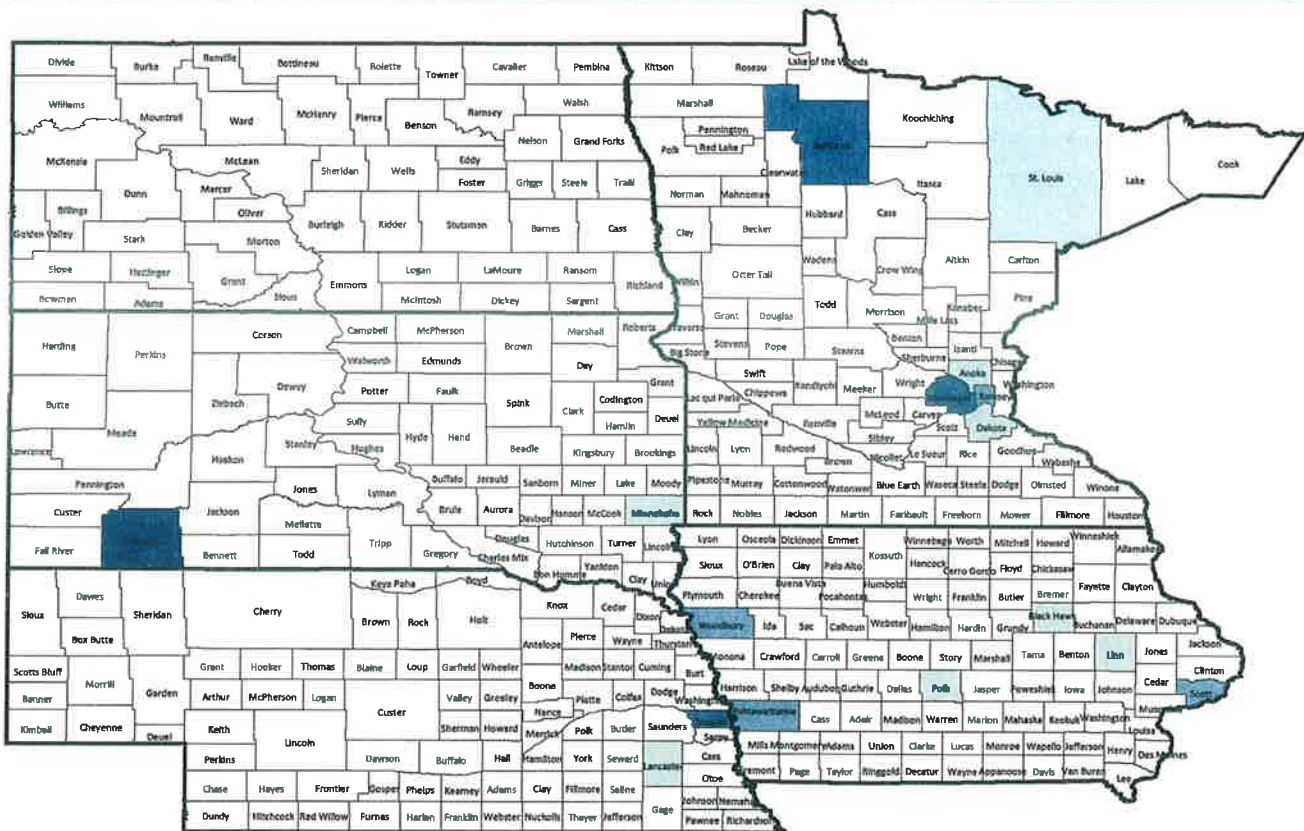 Divide Burke Renville Bottineau Rolette Towner Cavalier Pembina Kittson Roseau Lake of the Woods
Williams Mountrail Ward McHenry Pierce Benson Ramsey Walsh Marshall Koochiching
Pennington
Red Lake
Polk
McKenzie McLean Sheridan Wells Eddy Nelson Grand Forks Clearwater St. Louis Lake Cook
Foster
Dunn Mercer Griggs Steele Traill Norman Mahnomen Itasca
Billings Oliver Burleigh Kidder Stutsman Barnes Cass Clay Becker Hubbard Cass
Golden Valley Stark Morton
Slope Hettinger Grant Logan LaMoure Ransom Richland Wilkin Otter Tail Wadena Crow Wing Aitkin Carlton
Bowman Adams Sioux Emmons McIntosh Dickey Sargent Todd Morrison Mille Lacs Kanabec Pine
Harding Perkins Corson Campbell McPherson Brown Marshall Roberts Traverse Grant Douglas
Big Stone Stevens Pope Stearns Benson Sherburne Isanti Chisago
Walworth Edmunds Day Swift Kandiyohi Meeker Wright Anoka Washington
Butte Ziebach Dewey Potter Faulk Spink Clark Codington Grant Lac qui Parle Chippewa Ramsey
Hamlin Deuel Yellow Medicine Renville McLeod Carver Scott Dakota
Meade Sully Hyde Hand Beadle Kingsbury Brookings Lincoln Lyon Redwood Sibley Nicollet Le Sueur Rice Goodhue Wabasha
Lawrence Haakon Stanley Hughes Brown
Pennington Jones Lyman Buffalo Jerauld Sanborn Miner Lake Moody Pipestone Murray Cottonwood Watonwan Blue Earth Waseca Steele Dodge Olmsted Winona
Custer Jackson Mellette Brule Aurora Davison Hanson McCook Minnehaha Rock Nobles Jackson Martin Faribault Freeborn Mower Fillmore Houston
Fall River Bennett Todd Tripp Gregory Charles Mix Douglas Hutchinson Turner Lincoln Lyon Osceola Dickinson Emmet Winnebago Worth Mitchell Howard Winneshiek Allamakee
Bon Homme Yankton Clay Union Sioux O'Brien Clay Palo Alto Kossuth Hancock Cerro Gordo Floyd Chickasaw Fayette Clayton
Sioux Dawes Sheridan Cherry Keya Paha Boyd Knox Cedar Dixon Dakota Plymouth Cherokee Buena Vista Pocahontas Humboldt Wright Franklin Butler Bremer
Box Butte Brown Rock Holt Antelope Pierce Wayne Thurston Woodbury Ida Sac Calhoun Webster Hamilton Hardin Grundy Black Hawk Buchanan Delaware Dubuque
Scotts Bluff Morrill Garden Grant Hooker Thomas Blaine Loup Garfield Wheeler Madison Stanton Cuming Burt Monona Crawford Carroll Greene Boone Story Marshall Tama Benton Linn Jones Jackson
Banner Arthur McPherson Logan Custer Valley Greeley Boone Platte Colfax Dodge Washington Harrison Shelby Audubon Guthrie Dallas Polk Jasper Poweshiek Iowa Johnson Cedar Clinton
Kimball Cheyenne Deuel Keith Lincoln Sherman Howard Nance Merrick Polk Butler Saunders Sarpy Pottawattamie Cass Adair Madison Warren Marion Mahaska Keokuk Washington Louisa Scott
Perkins Dawson Buffalo Hall Hamilton York Seward Lancaster Cass Otoe Mills Montgomery Adams Union Clarke Lucas Monroe Wapello Jefferson Henry Des Moines
Chase Hayes Frontier Gosper Phelps Kearney Adams Clay Fillmore Saline Gage Johnson Nemaha Page Taylor Ringgold Decatur Wayne Appanoose Davis Van Buren Lee
Dundy Hitchcock Red Willow Furnas Harlan Franklin Webster Nuckolls Thayer Jefferson Pawnee Richardson